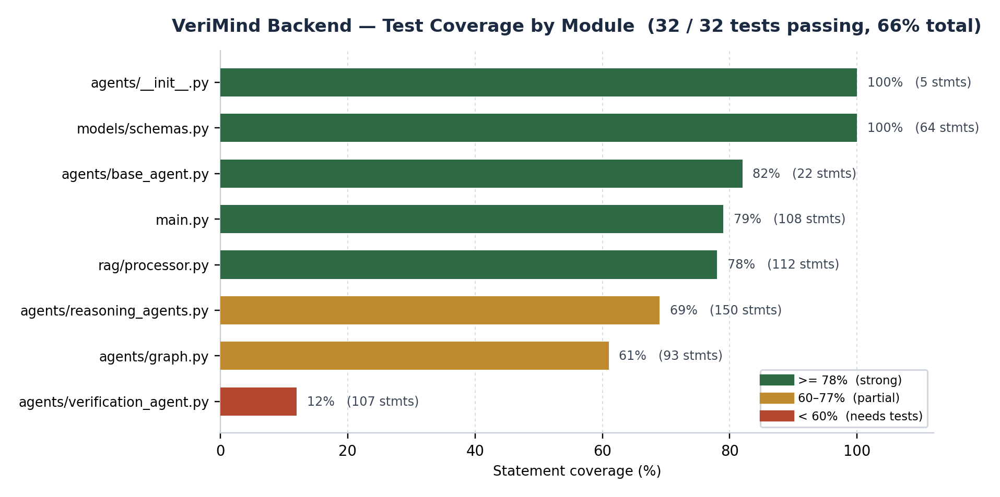 VeriMind Backend — Test Coverage by Module  (32 / 32 tests passing, 66% total)
agents/__init__.py 100% (5 stmts)
models/schemas.py 100% (64 stmts)
agents/base_agent.py 82% (22 stmts)
main.py 79% (108 stmts)
rag/processor.py 78% (112 stmts)
agents/reasoning_agents.py 69% (150 stmts)
agents/graph.py 61% (93 stmts)
agents/verification_agent.py 12% (107 stmts)
>= 78% (strong)
60–77% (partial)
< 60% (needs tests)
0 20 40 60 80 100
Statement coverage (%)